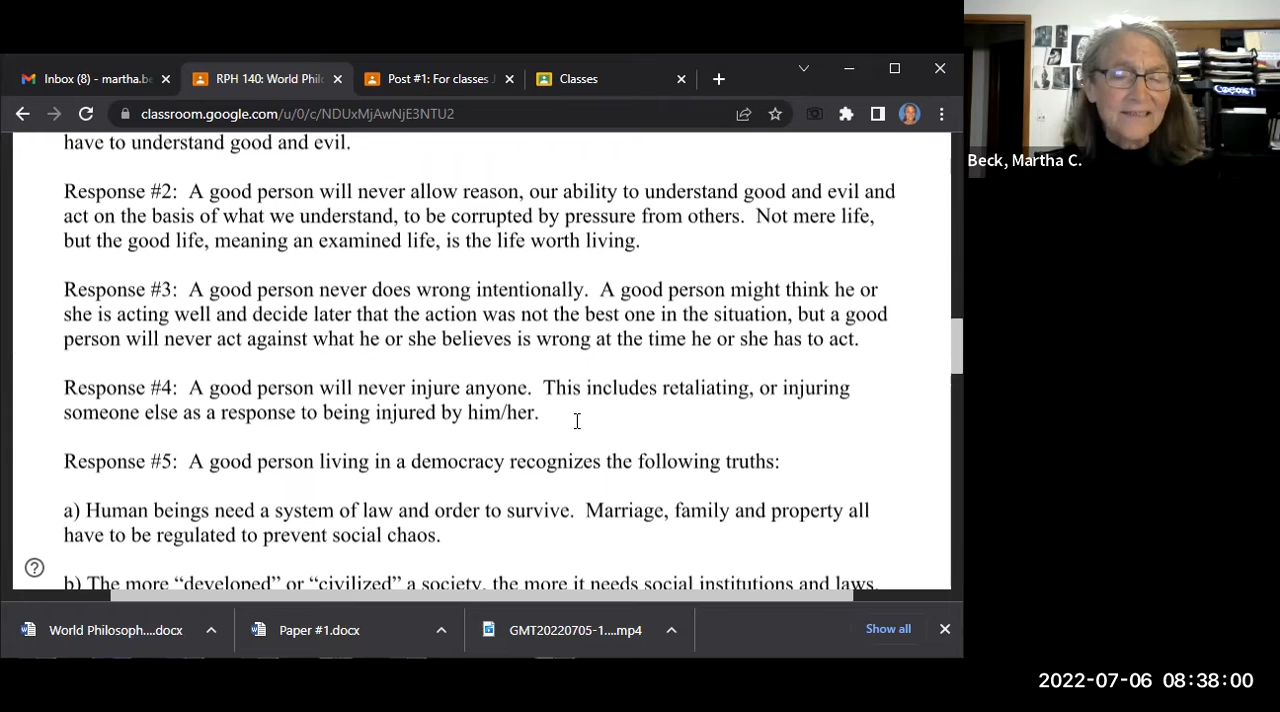 Inbox (8) - martha.be
RPH 140: World Phil
Post #1: For classes
Classes
classroom.google.com/u/0/c/NDUxMjAwNjE3NTU2
have to understand good and evil.
Response #2: A good person will never allow reason, our ability to understand good and evil and
act on the basis of what we understand, to be corrupted by pressure from others. Not mere life,
but the good life, meaning an examined life, is the life worth living.
Response #3: A good person never does wrong intentionally. A good person might think he or
she is acting well and decide later that the action was not the best one in the situation, but a good
person will never act against what he or she believes is wrong at the time he or she has to act.
Response #4: A good person will never injure anyone. This includes retaliating, or injuring
someone else as a response to being injured by him/her.
Response #5: A good person living in a democracy recognizes the following truths:
a) Human beings need a system of law and order to survive. Marriage, family and property all
have to be regulated to prevent social chaos.
b) The more “developed” or “civilized” a society, the more it needs social institutions and laws.
World Philosoph....docx
Paper #1.docx
GMT20220705-1....mp4
Show all
Beck, Martha C.
2022-07-06 08:38:00